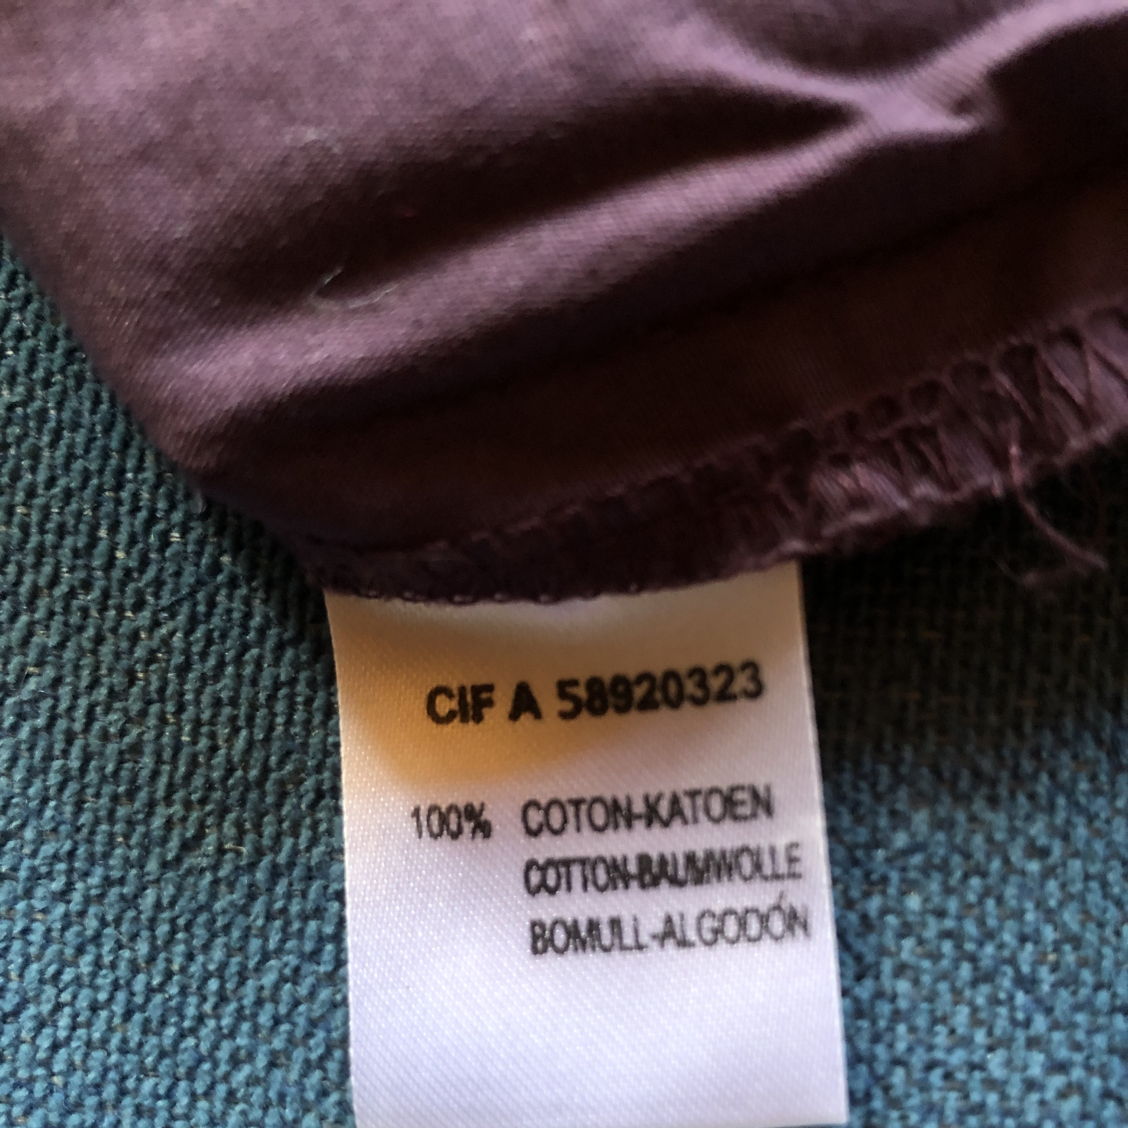 CIF A 58920323
100% COTON-KATOEN
COTTON-BAUMWOLLE
BOMULL-ALGODÓN